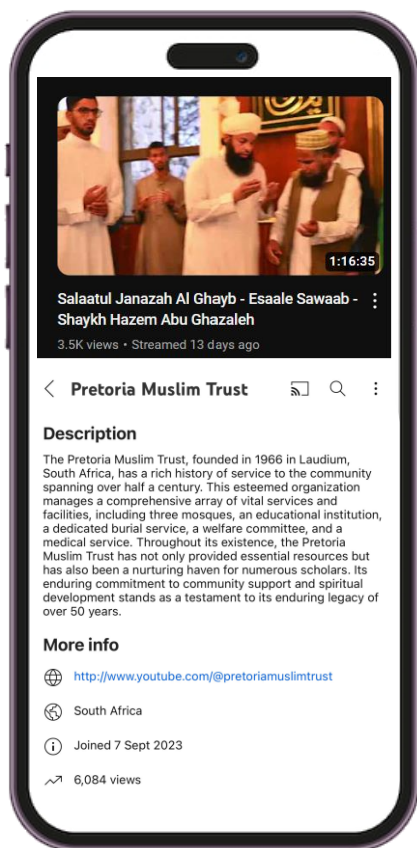 1:16:35
Salaatul Janazah Al Ghayb - Esaale Sawaab -
Shaykh Hazem Abu Ghazaleh
3.5K views • Streamed 13 days ago
Pretoria Muslim Trust
Description
The Pretoria Muslim Trust, founded in 1966 in Laudium,
South Africa, has a rich history of service to the community
spanning over half a century. This esteemed organization
manages a comprehensive array of vital services and
facilities, including three mosques, an educational institution,
a dedicated burial service, a welfare committee, and a
medical service. Throughout its existence, the Pretoria
Muslim Trust has not only provided essential resources but
has also been a nurturing haven for numerous scholars. Its
enduring commitment to community support and spiritual
development stands as a testament to its enduring legacy of
over 50 years.
More info
http://www.youtube.com/@pretoriamuslimtrust
South Africa
Joined 7 Sept 2023
6,084 views